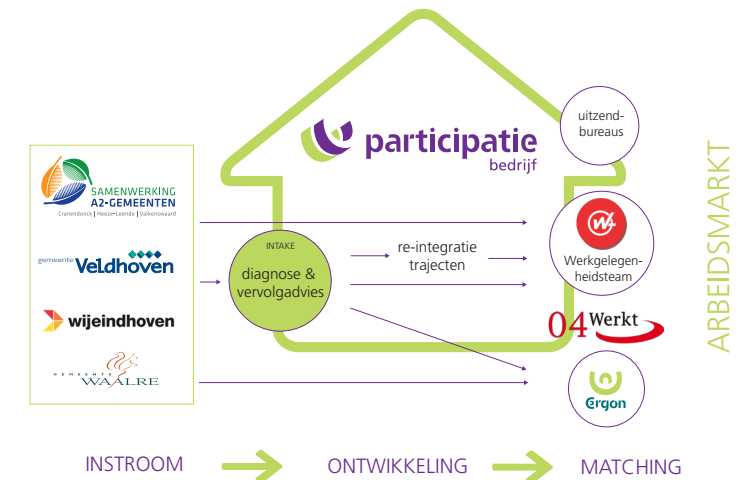 participatie
bedrijf
uitzend-
bureaus
SAMENWERKING
A2-GEMEENTEN
Cranendonck | Heeze-Leende | Valkenswaard
gemeente Veldhoven
wijeindhoven
GEMEENTE
WAALRE
INTAKE
diagnose &
vervolgadvies
re-integratie
trajecten
W
Werkgelegen-
heidsteam
04 Werkt
ergon
ARBEIDSMARKT
INSTROOM
ONTWIKKELING
MATCHING